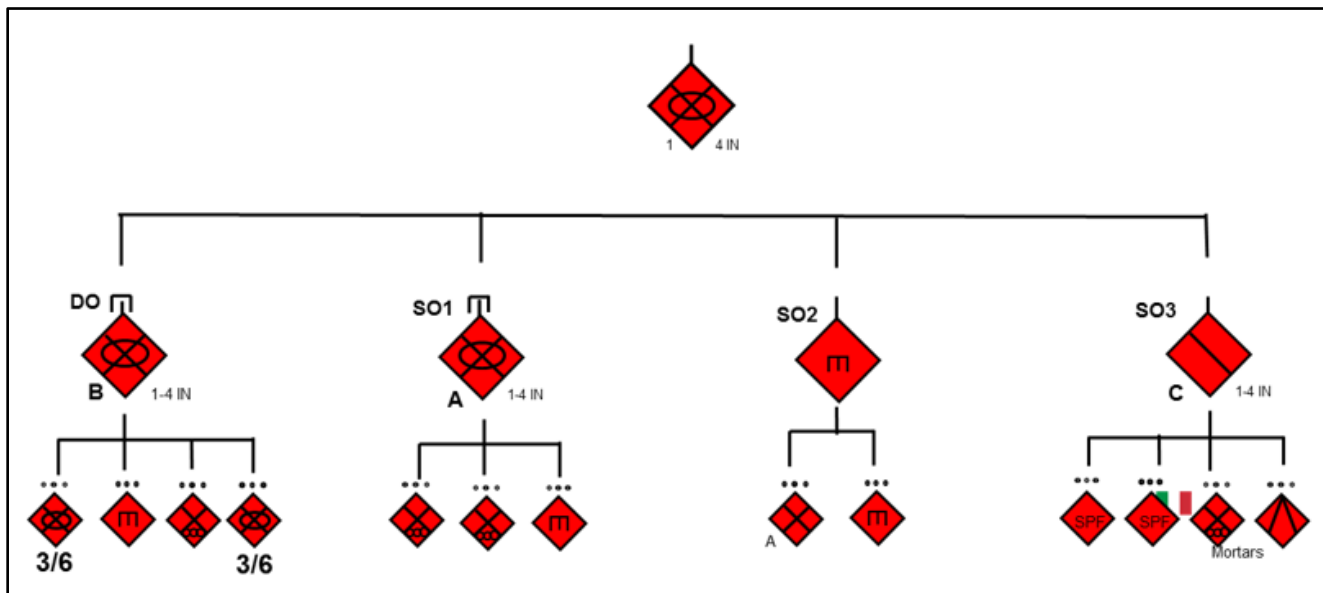 1 4 IN
DO
SO1
SO2
SO3
B 1-4 IN
A 1-4 IN
C 1-4 IN
SPF
SPF
A
3/6
3/6
Mortars